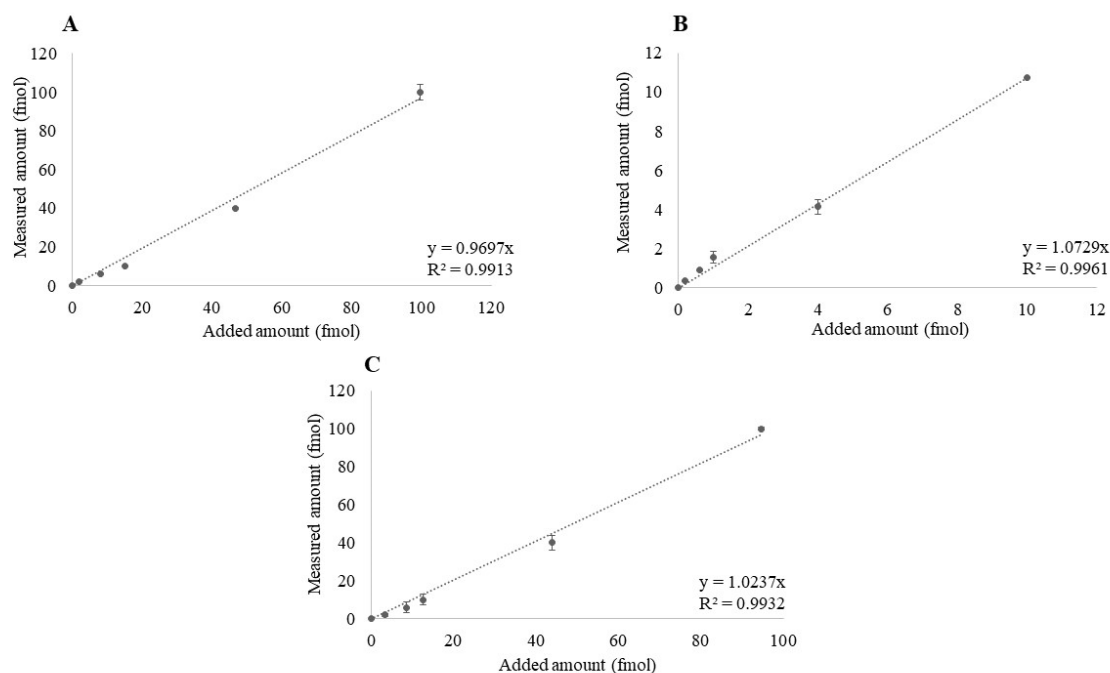 A
Measured amount (fmol)
120
100
80
60
40
20
0
0 20 40 60 80 100 120
Added amount (fmol)
y = 0.9697x
R² = 0.9913
B
Measured amount (fmol)
12
10
8
6
4
2
0
0 2 4 6 8 10 12
Added amount (fmol)
y = 1.0729x
R² = 0.9961
C
Measured amount (fmol)
120
100
80
60
40
20
0
0 20 40 60 80 100
Added amount (fmol)
y = 1.0237x
R² = 0.9932